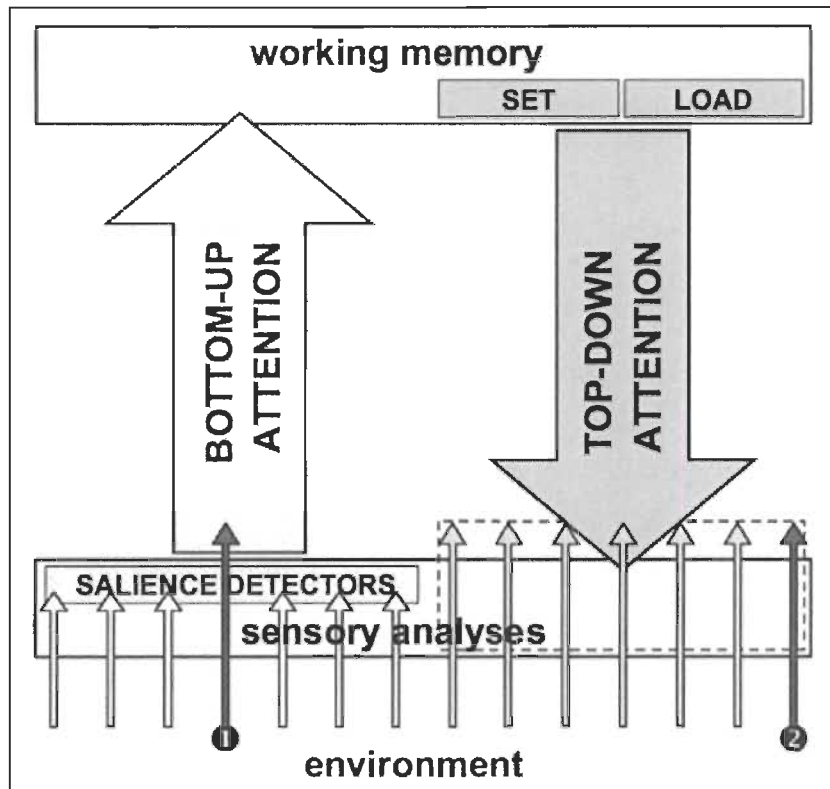 working memory
SET
LOAD
BOTTOM-UP
ATTENTION
TOP-DOWN
ATTENTION
SALIENCE DETECTORS
sensory analyses
1
2
environment